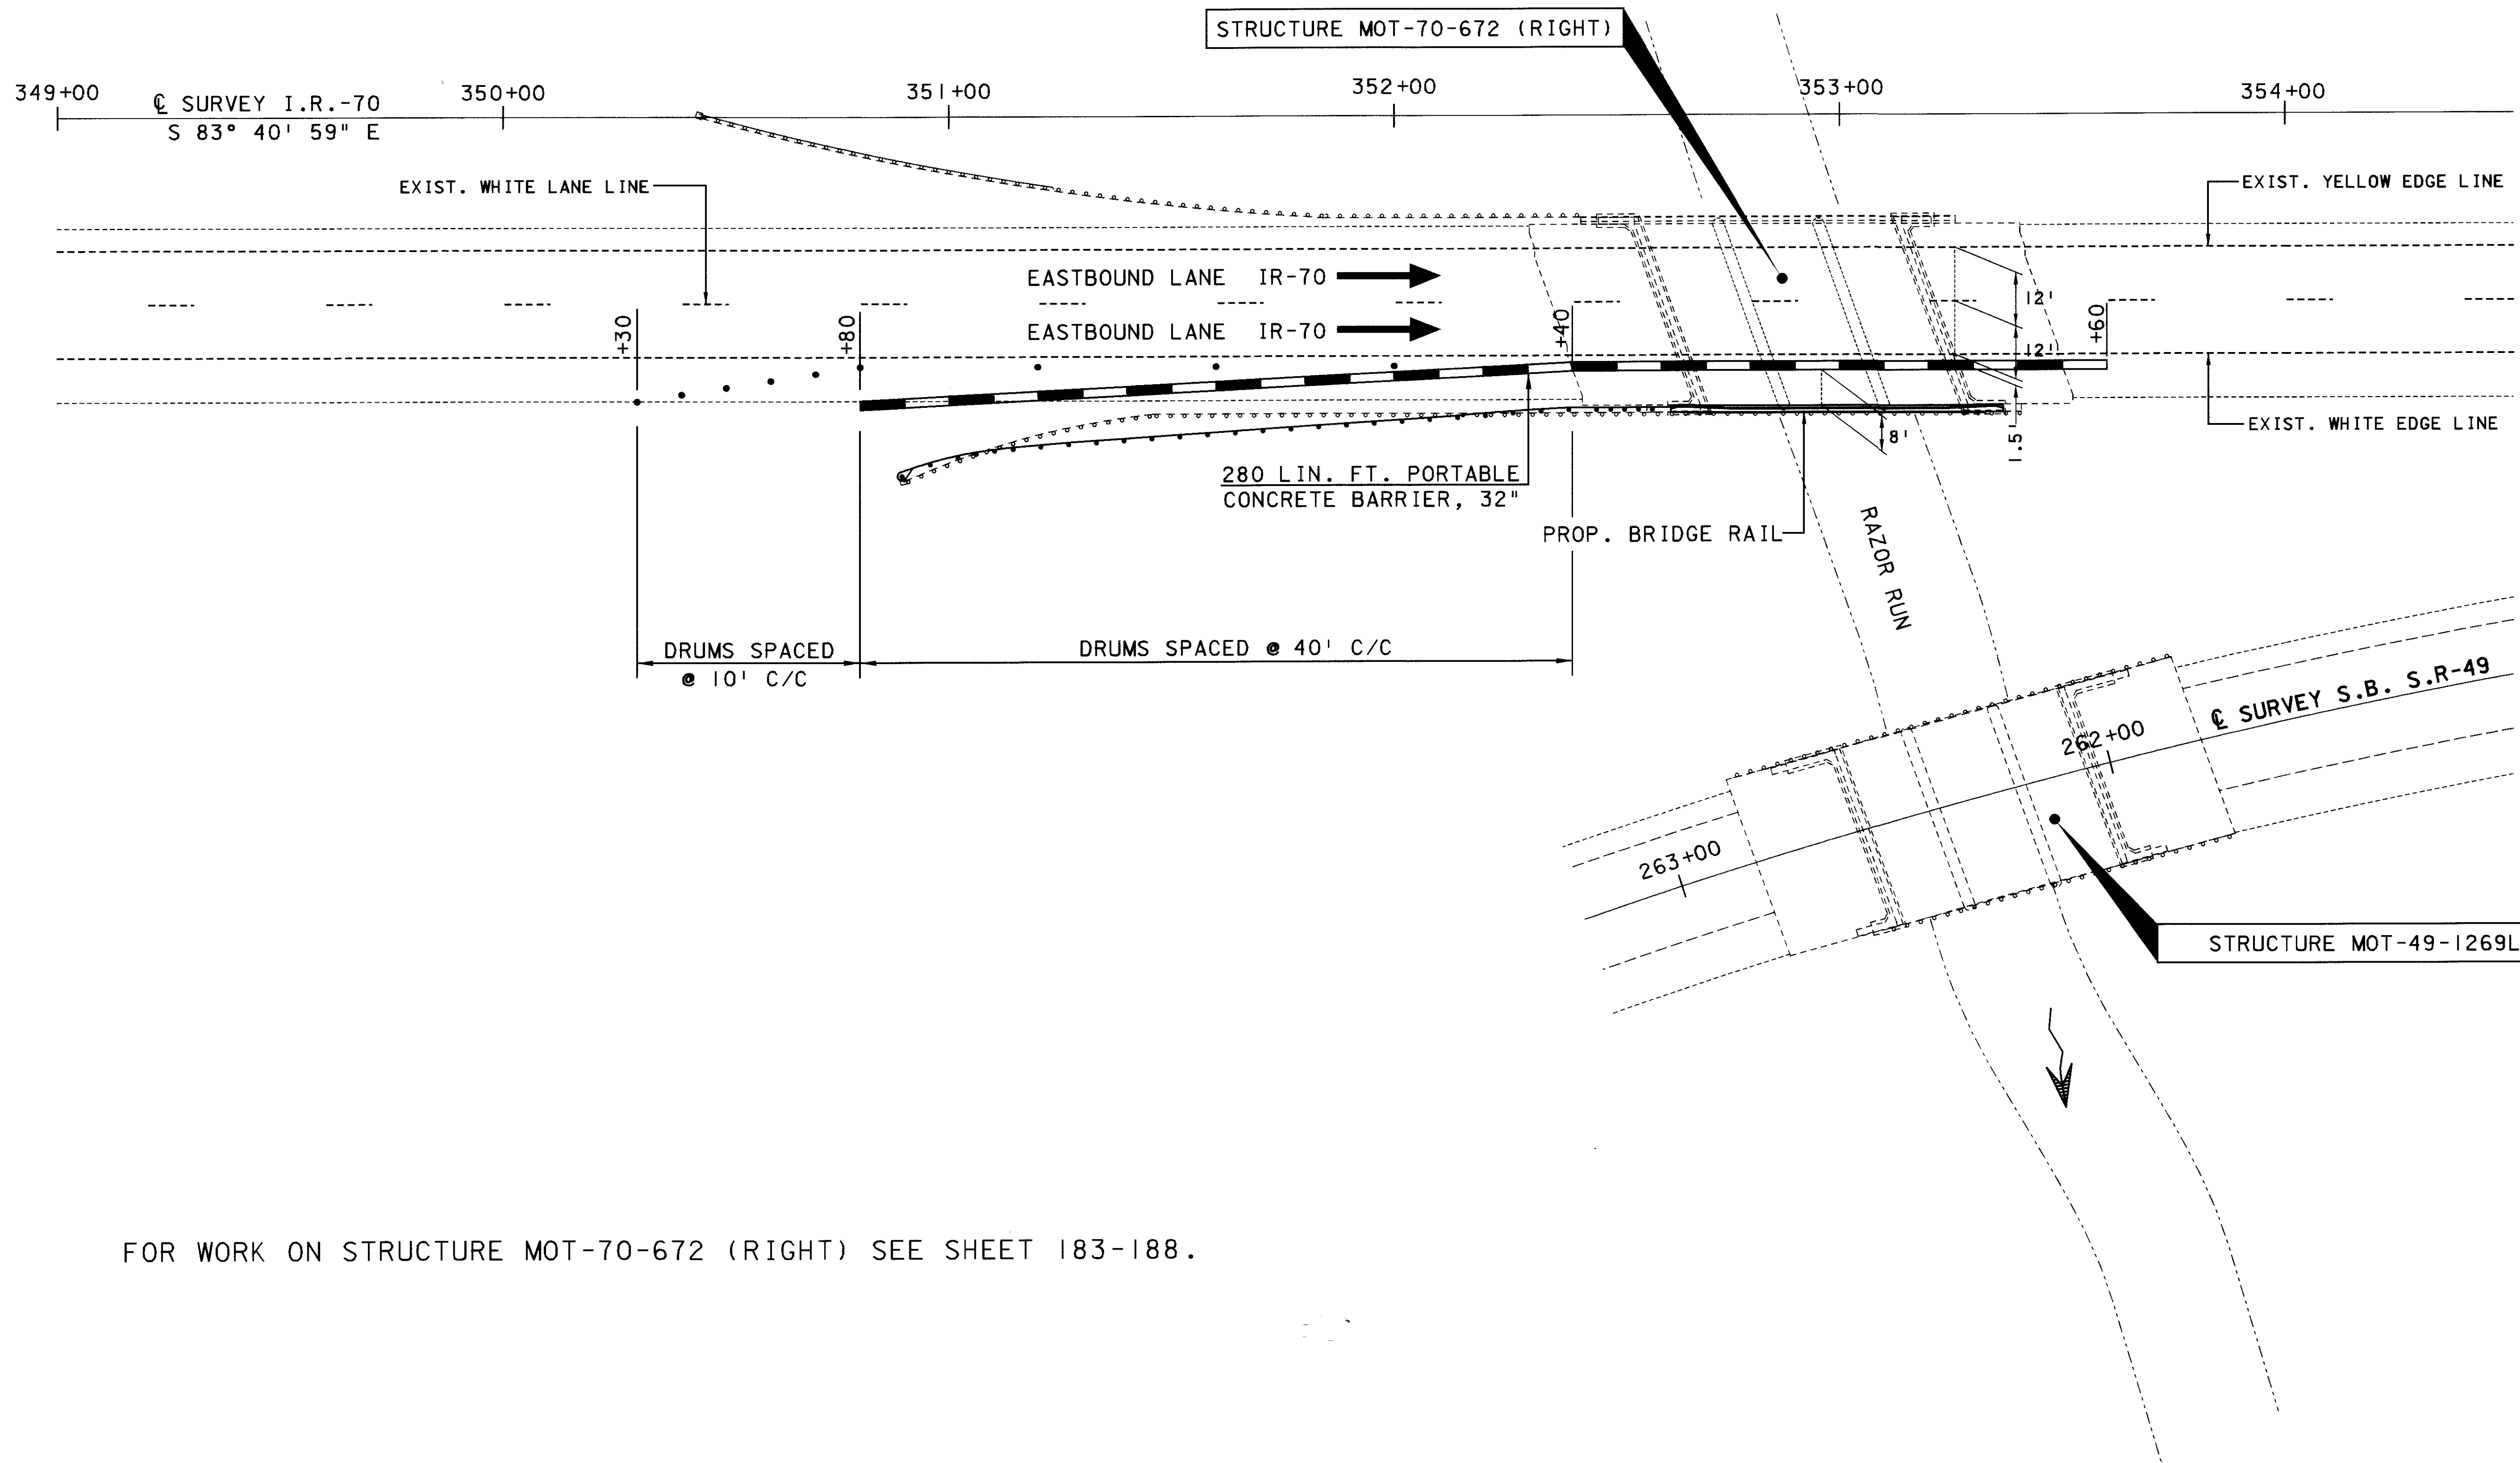 STRUCTURE MOT-70-672 (RIGHT)
349+00
℄ SURVEY I.R.-70
S 83° 40' 59" E
350+00
351+00
352+00
353+00
354+00
EXIST. WHITE LANE LINE
EXIST. YELLOW EDGE LINE
EASTBOUND LANE IR-70
EASTBOUND LANE IR-70
+30
+80
+40
+60
12'
12'
8'
1.5'
EXIST. WHITE EDGE LINE
280 LIN. FT. PORTABLE
CONCRETE BARRIER, 32"
PROP. BRIDGE RAIL
RAZOR RUN
DRUMS SPACED
@ 10' C/C
DRUMS SPACED @ 40' C/C
℄ SURVEY S.B. S.R-49
262+00
263+00
STRUCTURE MOT-49-1269L
FOR WORK ON STRUCTURE MOT-70-672 (RIGHT) SEE SHEET 183-188.